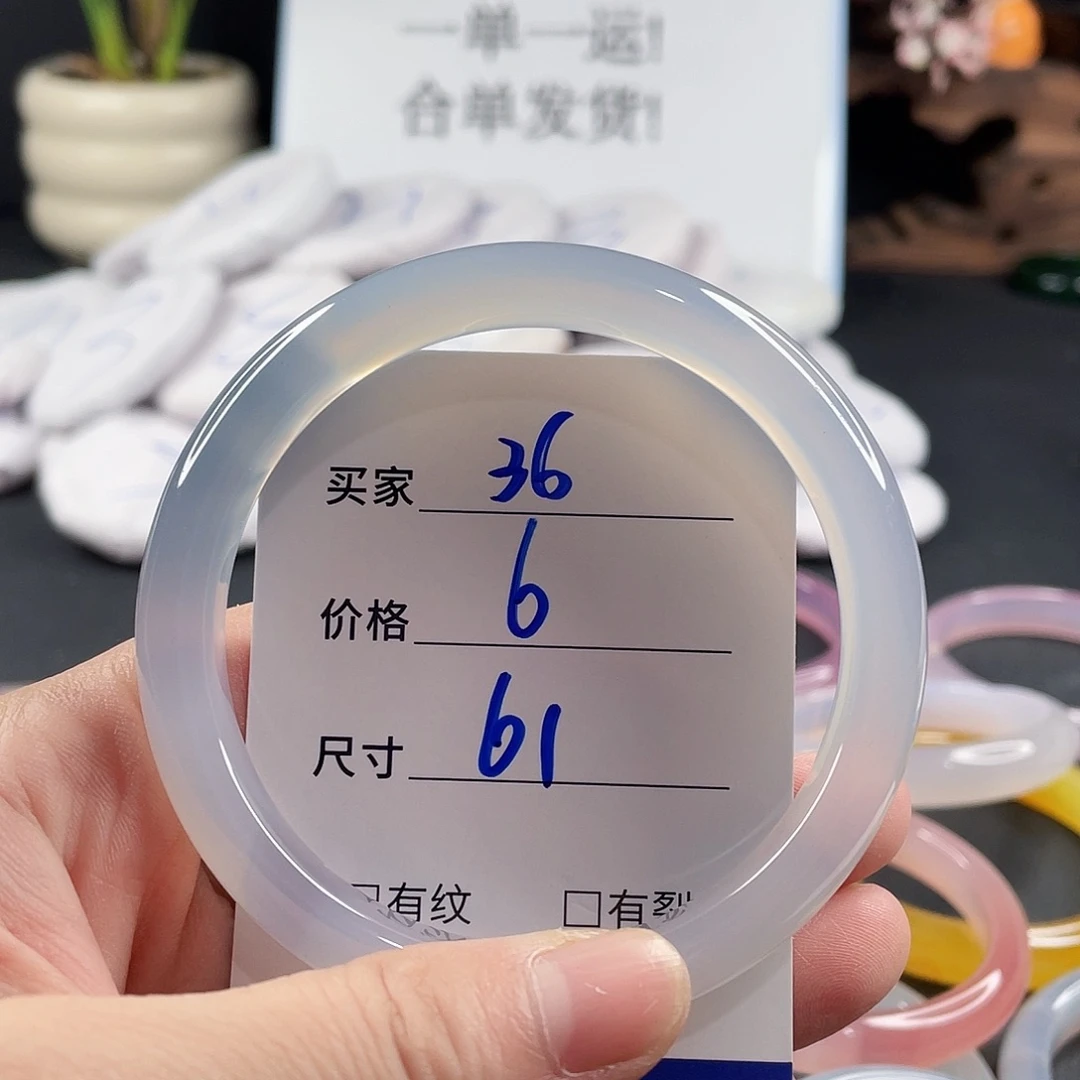 一单一运!
合单发货!
买家 36
价格 6
尺寸 61
□有纹 □有裂